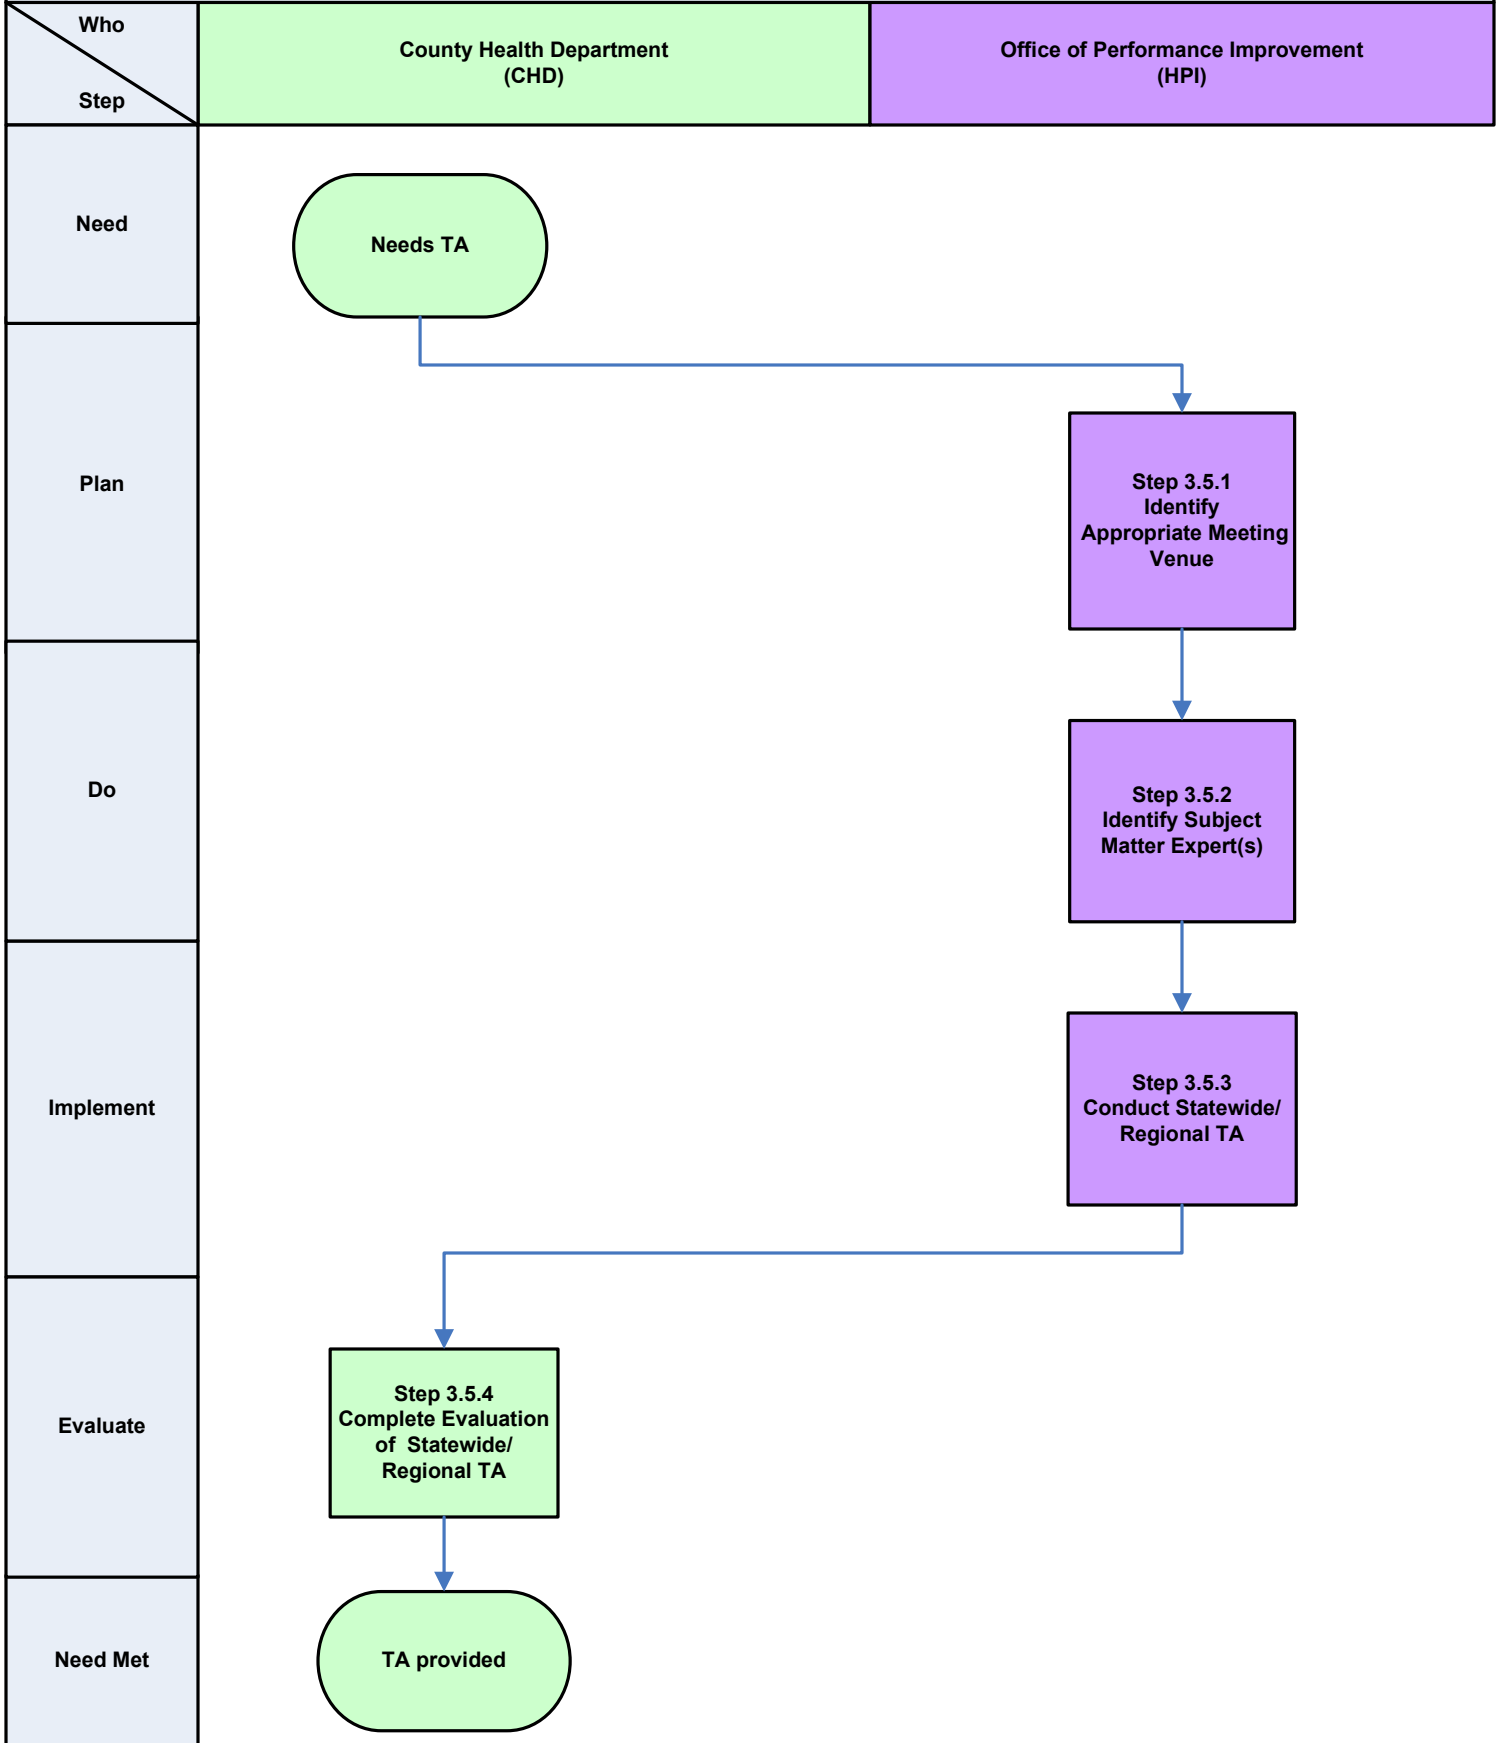 Who
Step
County Health Department
(CHD)
Office of Performance Improvement
(HPI)
Need
Needs TA
Plan
Step 3.5.1
Identify
Appropriate Meeting
Venue
Do
Step 3.5.2
Identify Subject
Matter Expert(s)
Implement
Step 3.5.3
Conduct Statewide/
Regional TA
Evaluate
Step 3.5.4
Complete Evaluation
of Statewide/
Regional TA
Need Met
TA provided